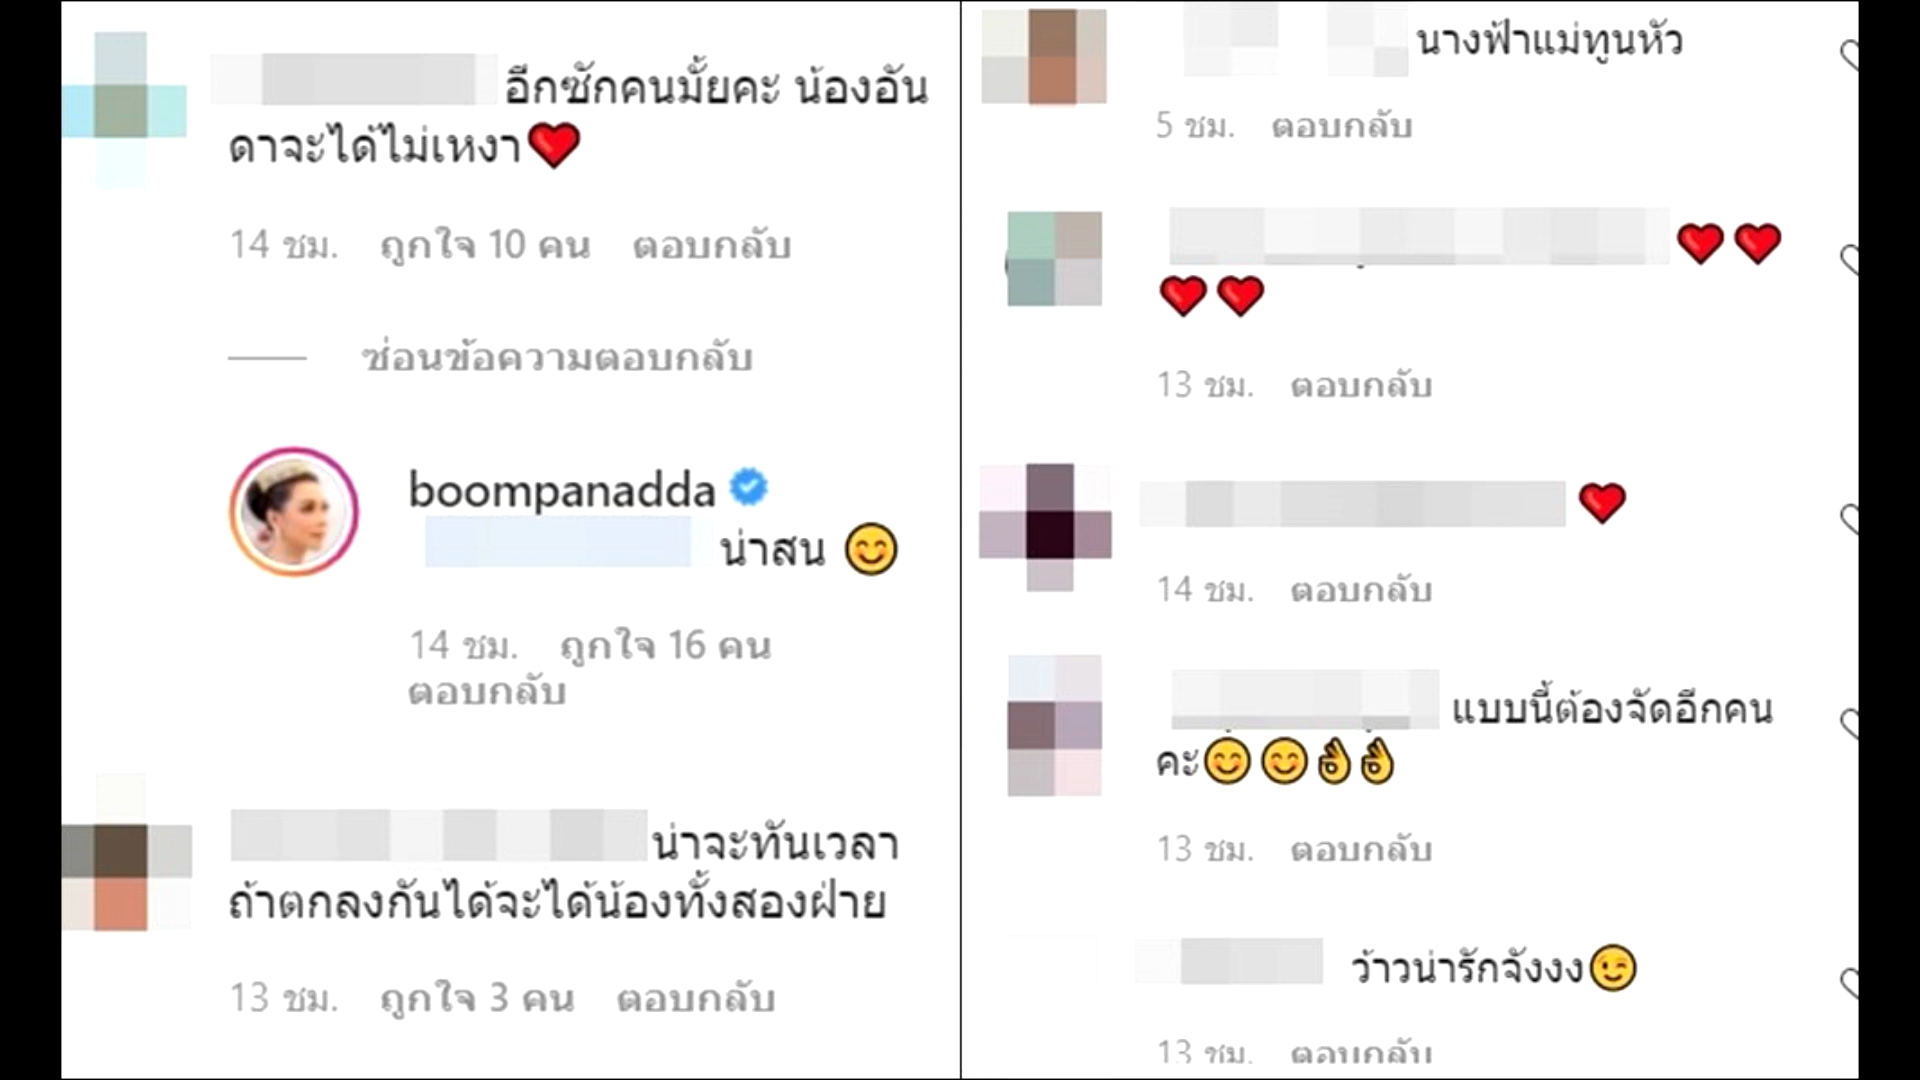 อีกซักคนมั้ยคะ น้องอัน
ดาจะได้ไม่เหงา❤️
14 ชม. ถูกใจ 10 คน ตอบกลับ
ซ่อนข้อความตอบกลับ
boompanadda
น่าสน 😊
14 ชม. ถูกใจ 16 คน
ตอบกลับ
น่าจะทันเวลา
ถ้าตกลงกันได้จะได้น้องทั้งสองฝ่าย
13 ชม. ถูกใจ 3 คน ตอบกลับ
นางฟ้าแม่ทูนหัว
5 ชม. ตอบกลับ
❤️❤️
❤️❤️
13 ชม. ตอบกลับ
❤️
14 ชม. ตอบกลับ
แบบนี้ต้องจัดอีกคน
คะ😊😊👌👌
13 ชม. ตอบกลับ
ว้าวน่ารักจังงง😉
13 ชม. ตอบกลับ